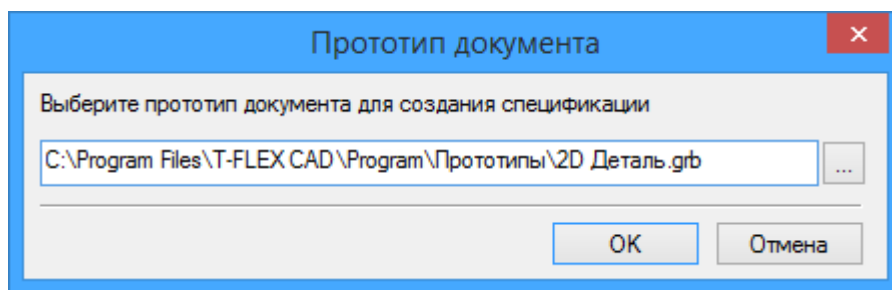 Прототип документа
Выберите прототип документа для создания спецификации
C:\Program Files\T-FLEX CAD\Program\Прототипы\2D Деталь.grb
...
OK
Отмена